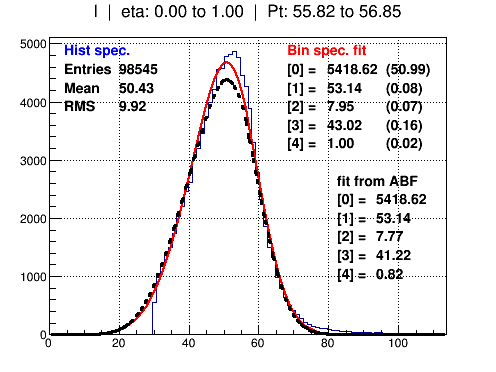 I | eta: 0.00 to 1.00 | Pt: 55.82 to 56.85
Hist spec.
Entries 98545
Mean 50.43
RMS 9.92
Bin spec. fit
[0] = 5418.62 (50.99)
[1] = 53.14 (0.08)
[2] = 7.95 (0.07)
[3] = 43.02 (0.16)
[4] = 1.00 (0.02)
fit from ABF
[0] = 5418.62
[1] = 53.14
[2] = 7.77
[3] = 41.22
[4] = 0.82
5000
4000
3000
2000
1000
0
0 20 40 60 80 100